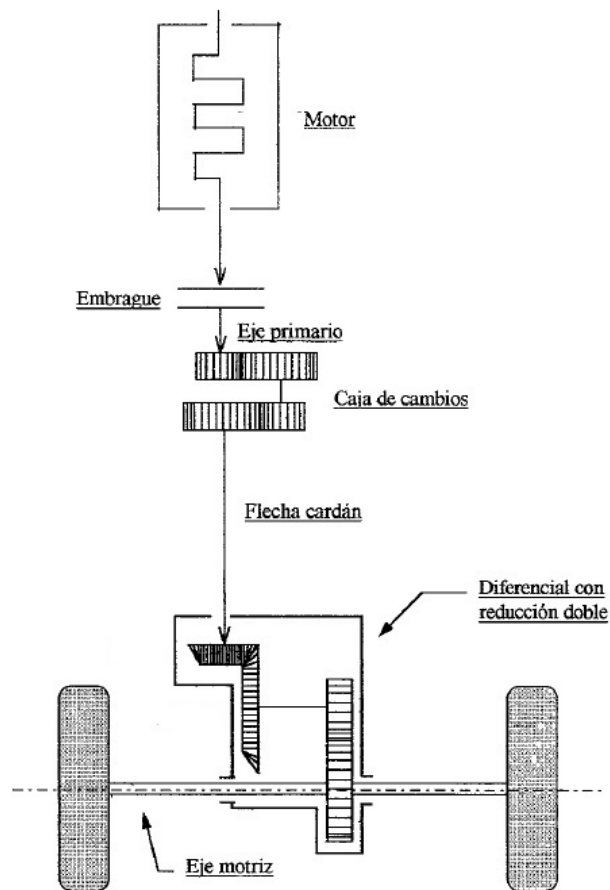 Motor
Embrague
Eje primario
Caja de cambios
Flecha cardán
Diferencial con
reducción doble
Eje motriz